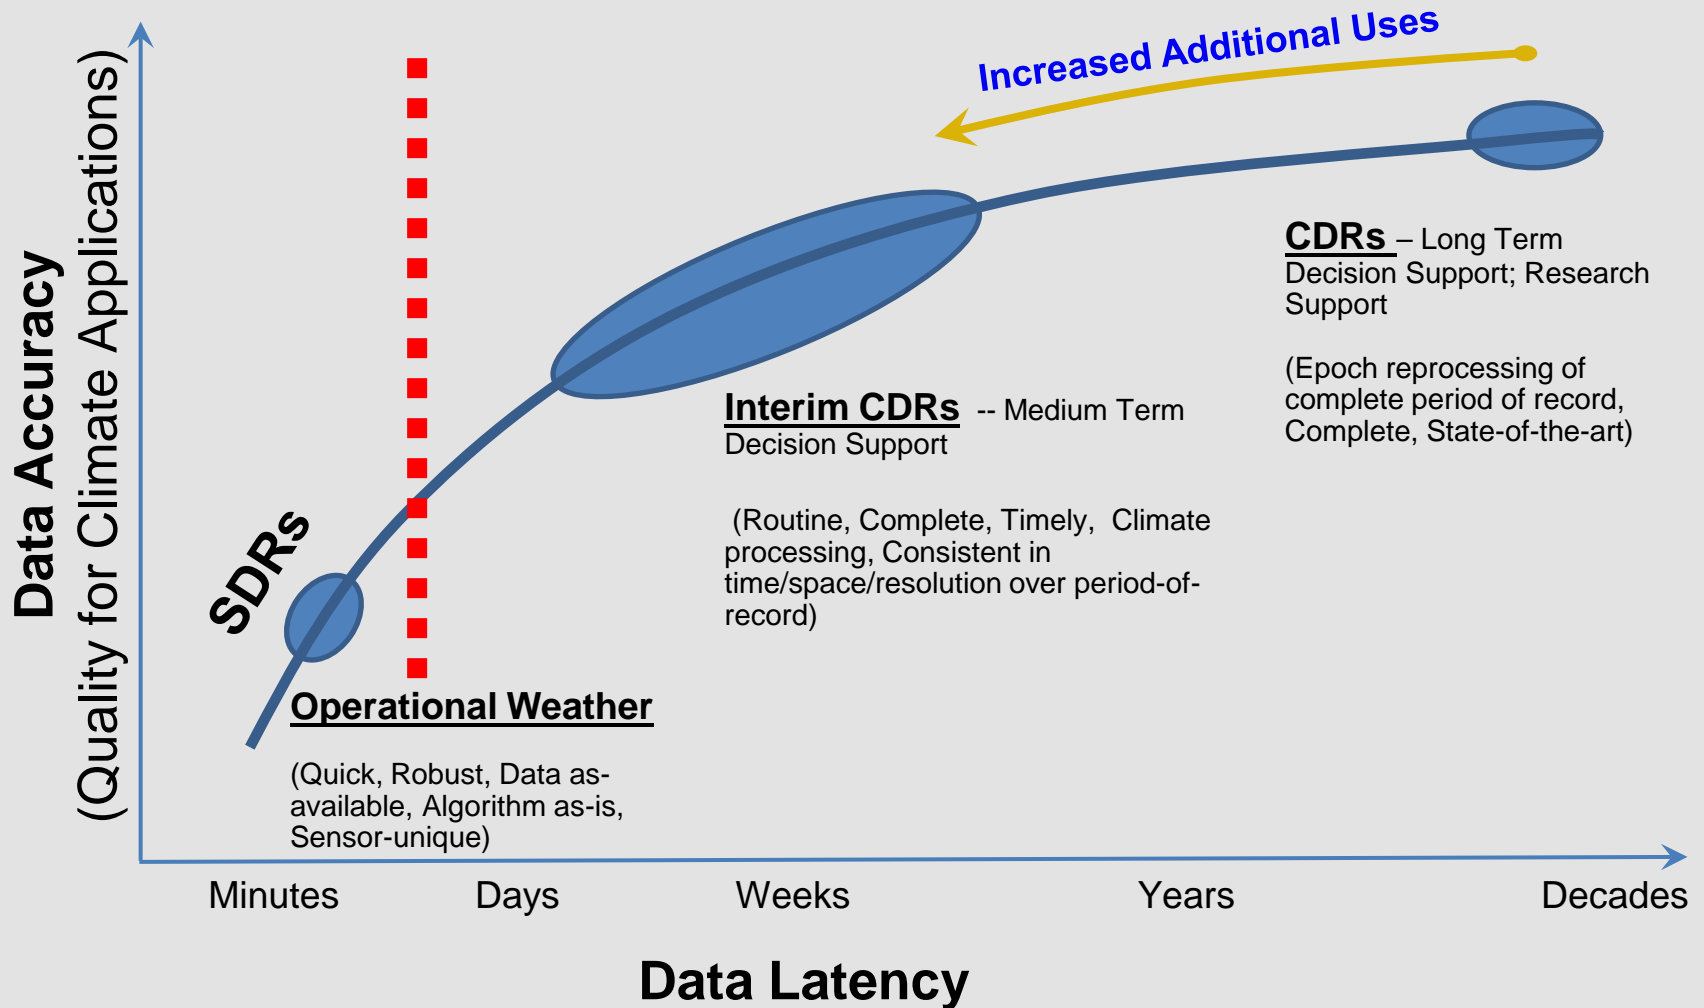 Increased Additional Uses
Data Accuracy
(Quality for Climate Applications)
SDRs
CDRs – Long Term
Decision Support; Research
Support
(Epoch reprocessing of
complete period of record,
Complete, State-of-the-art)
Interim CDRs -- Medium Term
Decision Support
(Routine, Complete, Timely, Climate
processing, Consistent in
time/space/resolution over period-of-
record)
Operational Weather
(Quick, Robust, Data as-
available, Algorithm as-is,
Sensor-unique)
Minutes Days Weeks Years Decades
Data Latency